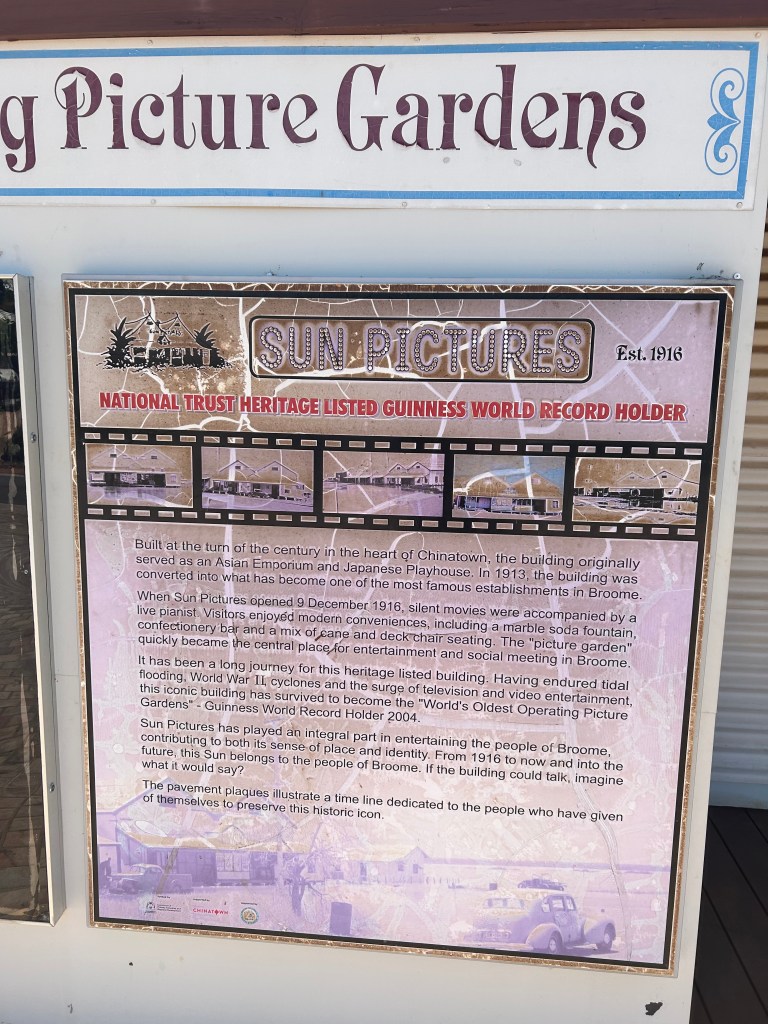 g Picture Gardens
SUN PICTURES
Est. 1916
NATIONAL TRUST HERITAGE LISTED GUINNESS WORLD RECORD HOLDER
Built at the turn of the century in the heart of Chinatown, the building originally
served as an Asian Emporium and Japanese Playhouse. In 1913, the building was
converted into what has become one of the most famous establishments in Broome.
When Sun Pictures opened 9 December 1916, silent movies were accompanied by a
live pianist. Visitors enjoyed modern conveniences, including a marble soda fountain,
confectionery bar and a mix of cane and deck chair seating. The "picture garden"
quickly became the central place for entertainment and social meeting in Broome.
It has been a long journey for this heritage listed building. Having endured tidal
flooding, World War II, cyclones and the surge of television and video entertainment,
this iconic building has survived to become the "World's Oldest Operating Picture
Gardens" - Guinness World Record Holder 2004.
Sun Pictures has played an integral part in entertaining the people of Broome,
contributing to both its sense of place and identity. From 1916 to now and into the
future, this Sun belongs to the people of Broome. If the building could talk, imagine
what it would say?
The pavement plaques illustrate a time line dedicated to the people who have given
of themselves to preserve this historic icon.
CHINATOWN